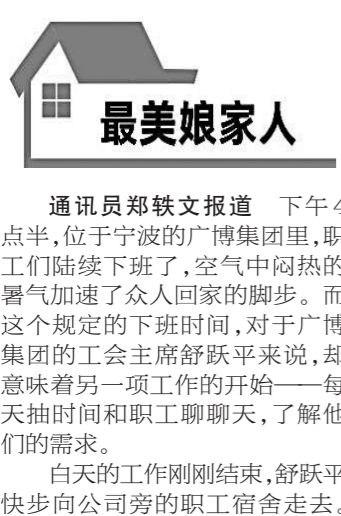 最美娘家人
通讯员郑轶文报道 下午4
点半,位于宁波的广博集团里,职
工们陆续下班了,空气中闷热的
暑气加速了众人回家的脚步。而
这个规定的下班时间,对于广博
集团的工会主席舒跃平来说,却
意味着另一项工作的开始——每
天抽时间和职工聊聊天,了解他
们的需求。
白天的工作刚刚结束,舒跃平
快步向公司旁的职工宿舍走去。